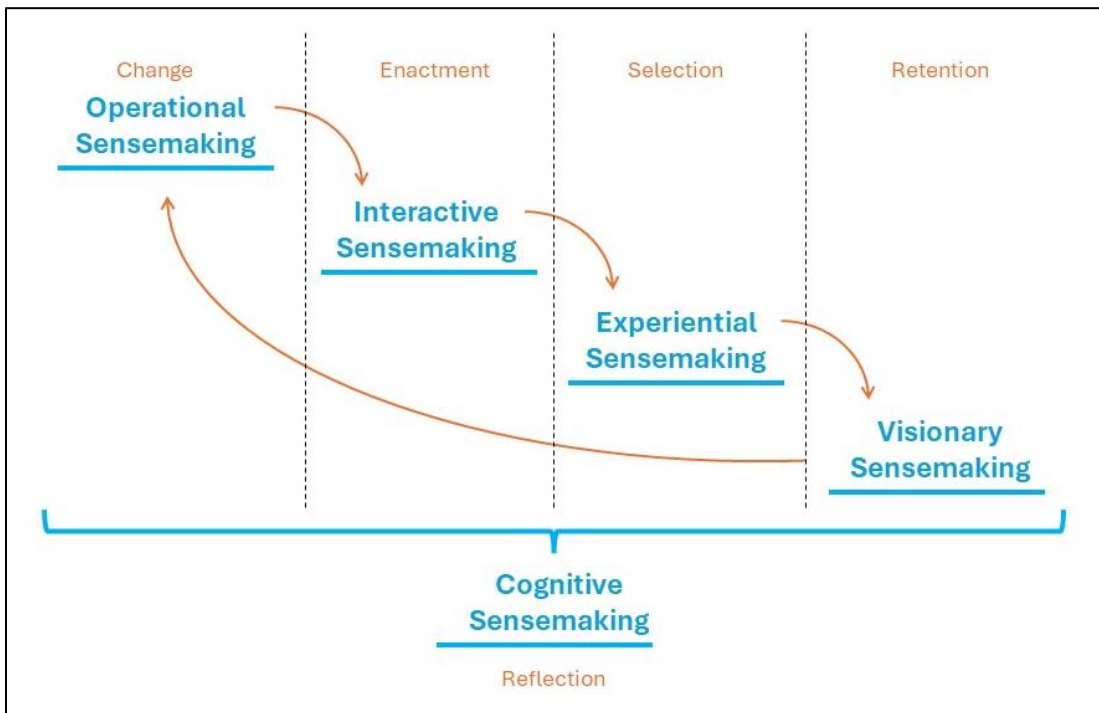 Change
Operational
Sensemaking
Enactment
Interactive
Sensemaking
Selection
Experiential
Sensemaking
Retention
Visionary
Sensemaking
Cognitive
Sensemaking
Reflection